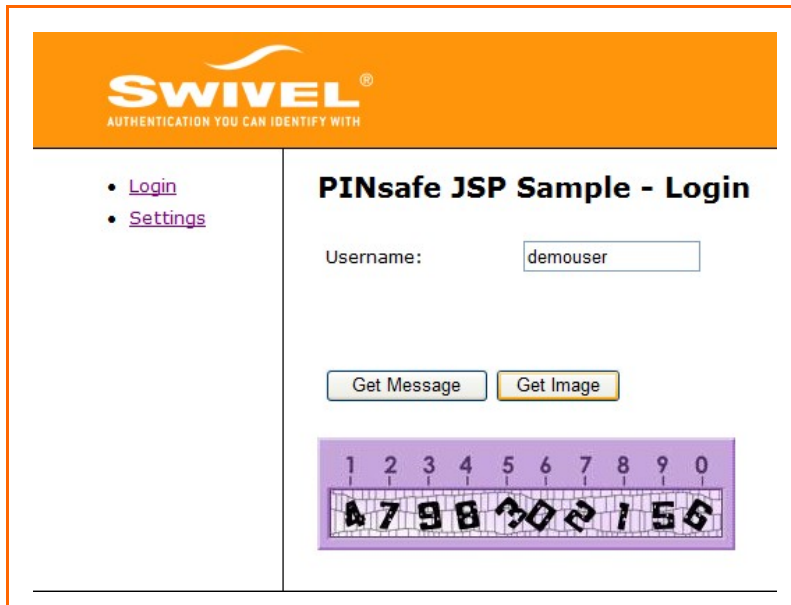 SWIVEL®
AUTHENTICATION YOU CAN IDENTIFY WITH
Login
Settings
PINsafe JSP Sample - Login
Username: demouser
Get Message Get Image
1 2 3 4 5 6 7 8 9 0
4 7 9 8 3 0 2 1 5 6